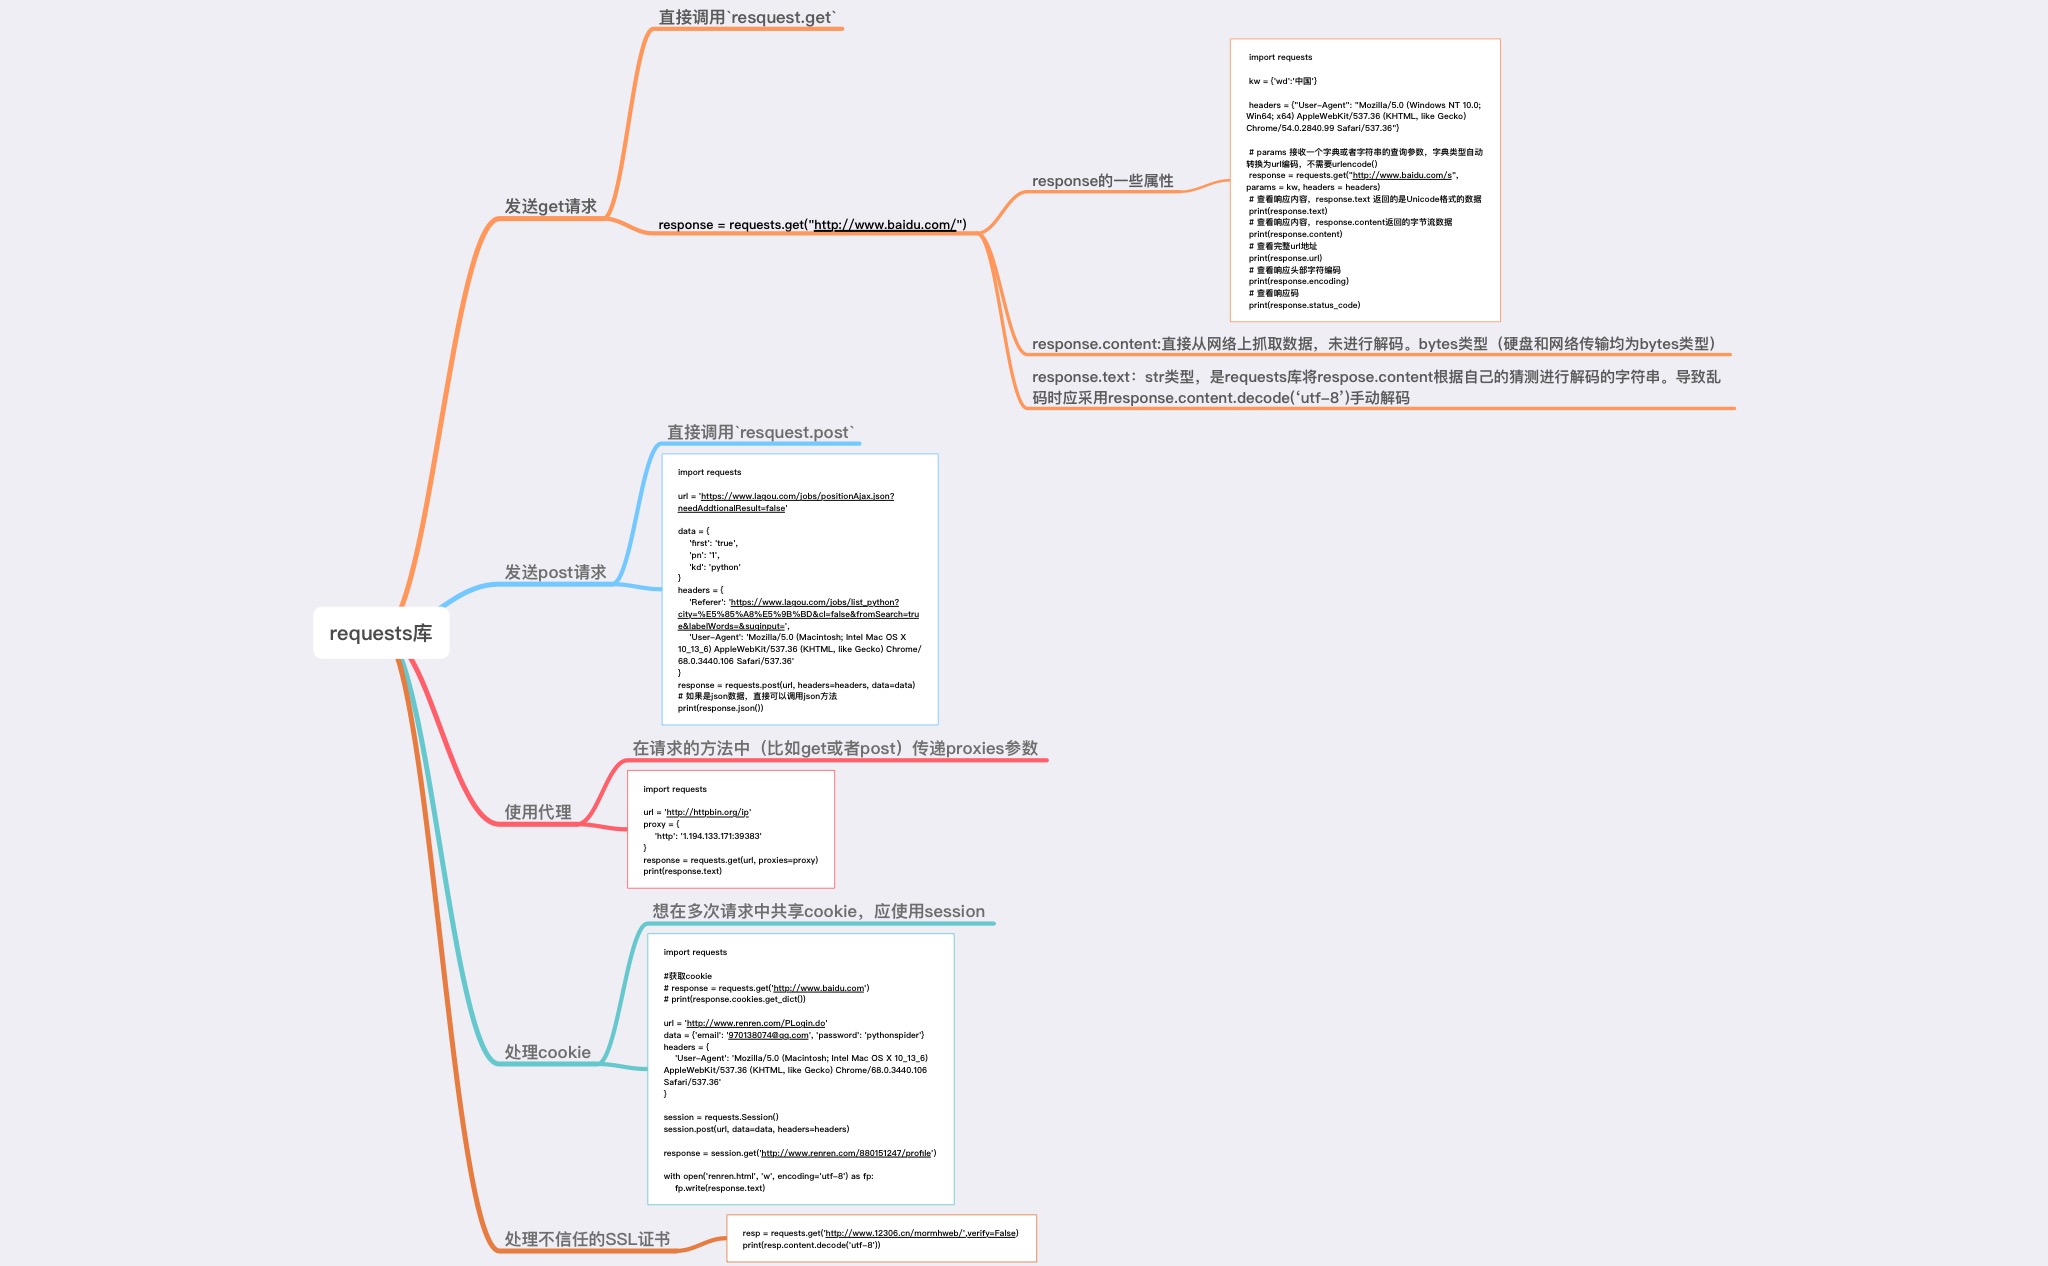 requests库
发送get请求
直接调用`resquest.get`
response = requests.get("http://www.baidu.com/")
response的一些属性
import requests
kw = {'wd':'中国'}
headers = {"User-Agent": "Mozilla/5.0 (Windows NT 10.0;
Win64; x64) AppleWebKit/537.36 (KHTML, like Gecko)
Chrome/54.0.2840.99 Safari/537.36"}
# params 接收一个字典或者字符串的查询参数，字典类型自动
转换为url编码，不需要urlencode()
response = requests.get("http://www.baidu.com/s",
params = kw, headers = headers)
# 查看响应内容，response.text 返回的是Unicode格式的数据
print(response.text)
# 查看响应内容，response.content返回的字节流数据
print(response.content)
# 查看完整url地址
print(response.url)
# 查看响应头部字符编码
print(response.encoding)
# 查看响应码
print(response.status_code)
response.content:直接从网络上抓取数据，未进行解码。bytes类型（硬盘和网络传输均为bytes类型）
response.text：str类型，是requests库将respose.content根据自己的猜测进行解码的字符串。导致乱
码时应采用response.content.decode(‘utf-8’)手动解码
发送post请求
直接调用`resquest.post`
import requests
url = 'https://www.lagou.com/jobs/positionAjax.json?
needAddtionalResult=false'
data = {
'first': 'true',
'pn': '1',
'kd': 'python'
}
headers = {
'Referer': 'https://www.lagou.com/jobs/list_python?
city=%E5%85%A8%E5%9B%BD&cl=false&fromSearch=tru
e&labelWords=&suginput=',
'User-Agent': 'Mozilla/5.0 (Macintosh; Intel Mac OS X
10_13_6) AppleWebKit/537.36 (KHTML, like Gecko) Chrome/
68.0.3440.106 Safari/537.36'
}
response = requests.post(url, headers=headers, data=data)
# 如果是json数据，直接可以调用json方法
print(response.json())
使用代理
在请求的方法中（比如get或者post）传递proxies参数
import requests
url = 'http://httpbin.org/ip'
proxy = {
'http': '1.194.133.171:39383'
}
response = requests.get(url, proxies=proxy)
print(response.text)
处理cookie
想在多次请求中共享cookie，应使用session
import requests
#获取cookie
# response = requests.get('http://www.baidu.com')
# print(response.cookies.get_dict())
url = 'http://www.renren.com/PLogin.do'
data = {'email': '970138074@qq.com', 'password': 'pythonspider'}
headers = {
'User-Agent': 'Mozilla/5.0 (Macintosh; Intel Mac OS X 10_13_6)
AppleWebKit/537.36 (KHTML, like Gecko) Chrome/68.0.3440.106
Safari/537.36'
}
session = requests.Session()
session.post(url, data=data, headers=headers)
response = session.get('http://www.renren.com/880151247/profile')
with open('renren.html', 'w', encoding='utf-8') as fp:
fp.write(response.text)
处理不信任的SSL证书
resp = requests.get('http://www.12306.cn/mormhweb/',verify=False)
print(resp.content.decode('utf-8'))